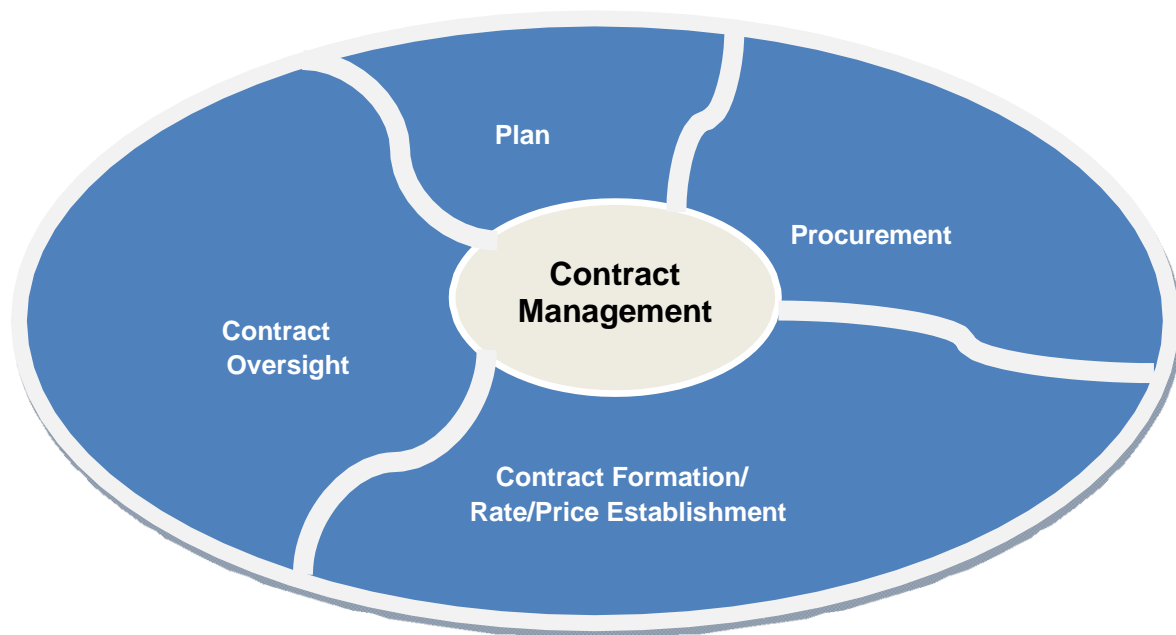 Plan
Procurement
Contract
Management
Contract
Oversight
Contract Formation/
Rate/Price Establishment